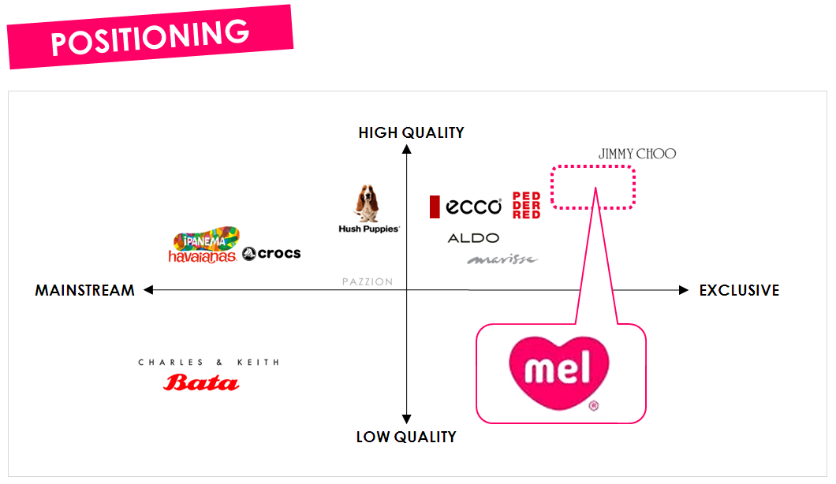 POSITIONING
HIGH QUALITY
JIMMY CHOO
Hush Puppies®
ecco®
PED
DER
RED
ALDO
IPANEMA
havaianas
crocs
marisse
PAZZION
MAINSTREAM
EXCLUSIVE
CHARLES & KEITH
Bata
mel®
LOW QUALITY